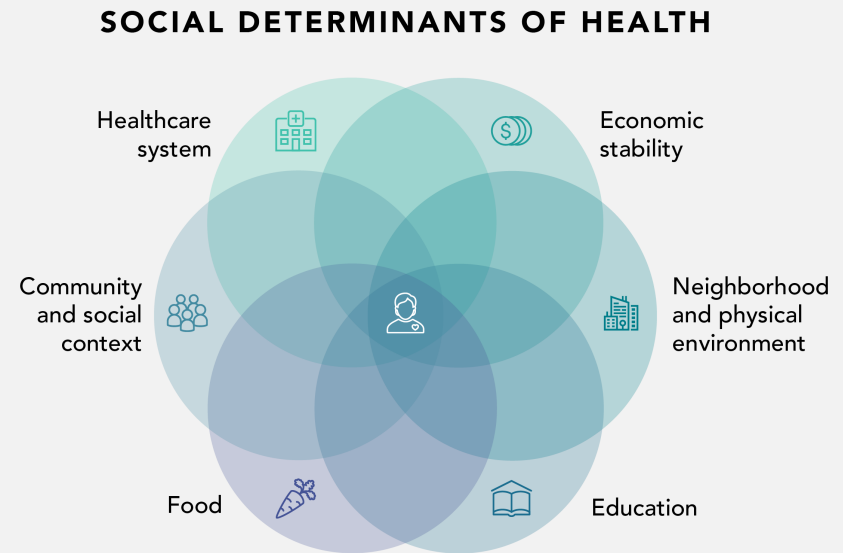 SOCIAL DETERMINANTS OF HEALTH
Healthcare
system
Economic
stability
Community
and social
context
Neighborhood
and physical
environment
Food
Education
$